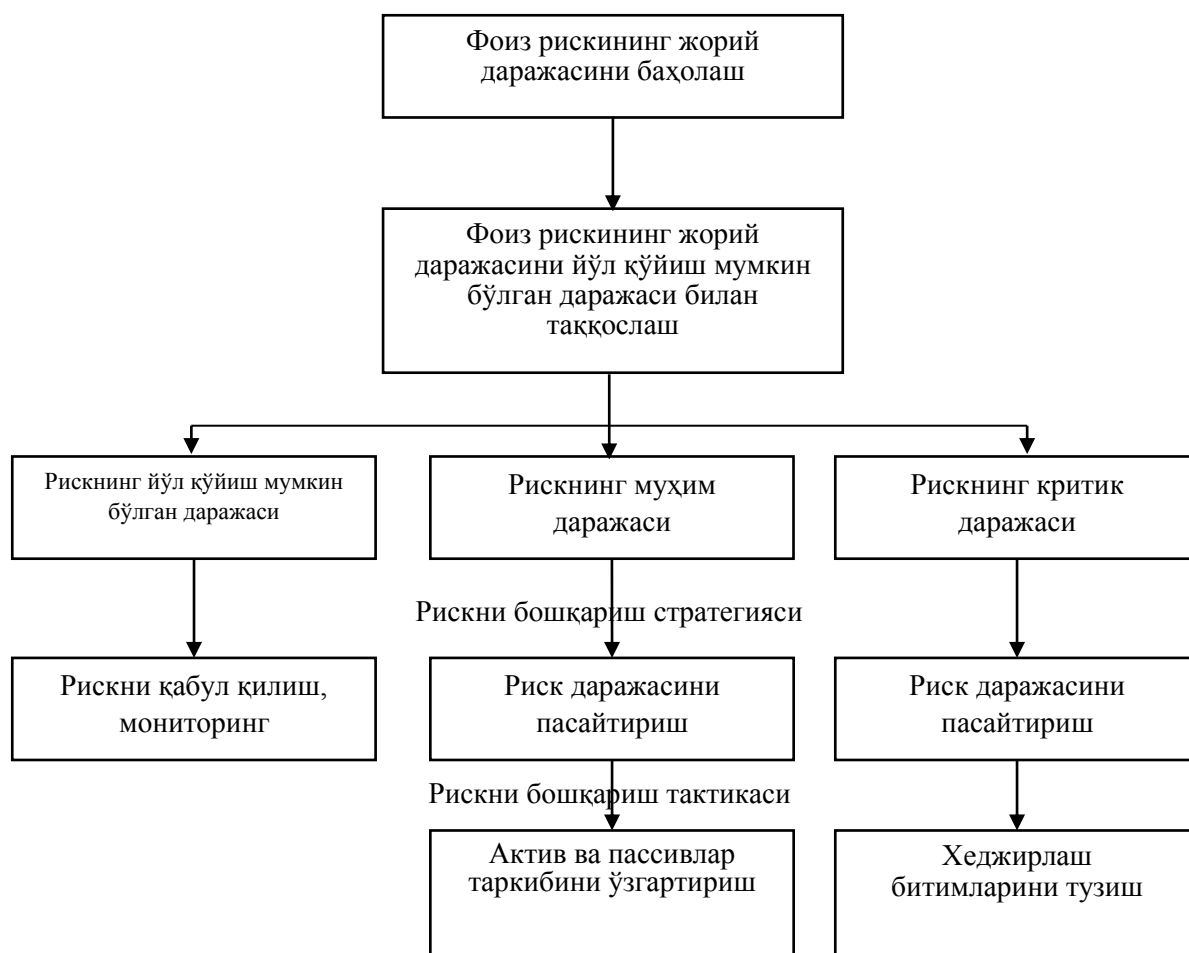 Фоиз рискининг жорий
даражасини баҳолаш
Фоиз рискининг жорий
даражасини йўл қўйиш мумкин
бўлган даражаси билан
таққослаш
Рискнинг йўл қўйиш мумкин
бўлган даражаси
Рискнинг муҳим
даражаси
Рискнинг критик
даражаси
Рискни бошқариш стратегияси
Рискни қабул қилиш,
мониторинг
Риск даражасини
пасайтириш
Риск даражасини
пасайтириш
Рискни бошқариш тактикаси
Актив ва пассивлар
таркибини ўзгартириш
Хеджирлаш
битимларини тузиш